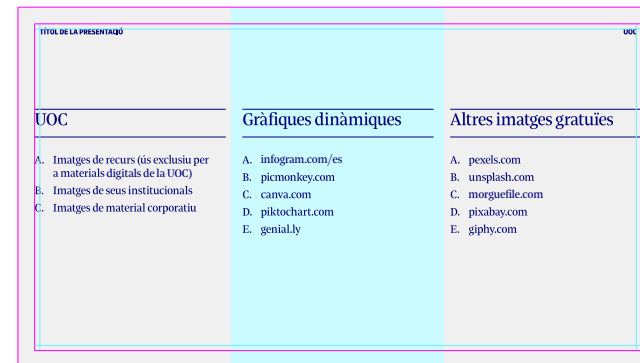 TÍTOL DE LA PRESENTACIÓ
UOC
UOC
A. Imatges de recurs (ús exclusiu per
a materials digitals de la UOC)
B. Imatges de seus institucionals
C. Imatges de material corporatiu
Gràfiques dinàmiques
A. infogram.com/es
B. picmonkey.com
C. canva.com
D. piktochart.com
E. genial.ly
Altres imatges gratuïes
A. pexels.com
B. unsplash.com
C. morguefile.com
D. pixabay.com
E. giphy.com